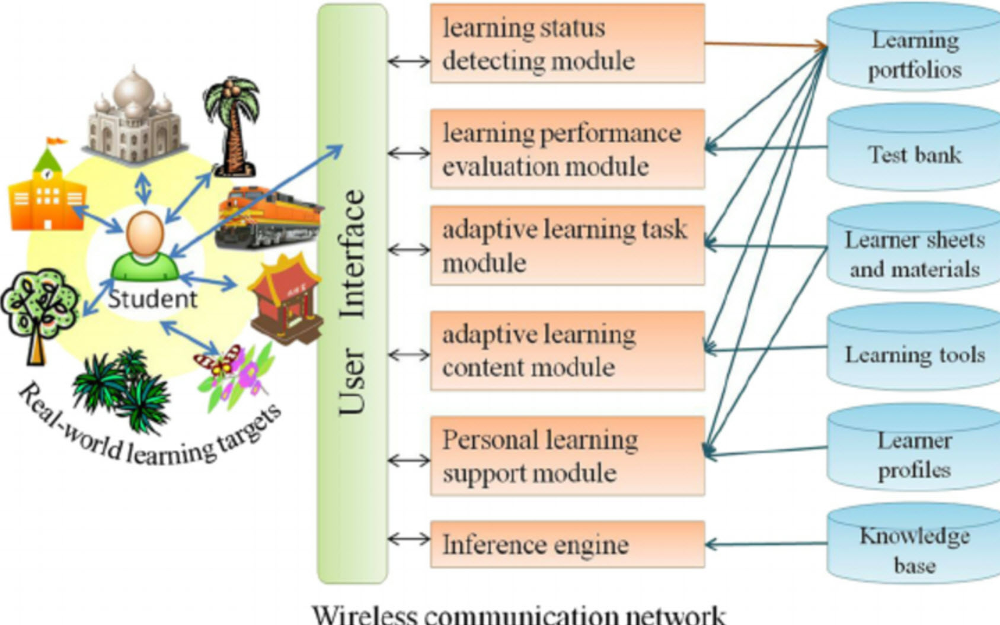 Student
Real-world learning targets
User Interface
learning status
detecting module
learning performance
evaluation module
adaptive learning task
module
adaptive learning
content module
Personal learning
support module
Inference engine
Learning
portfolios
Test bank
Learner sheets
and materials
Learning tools
Learner
profiles
Knowledge
base
Wireless communication network